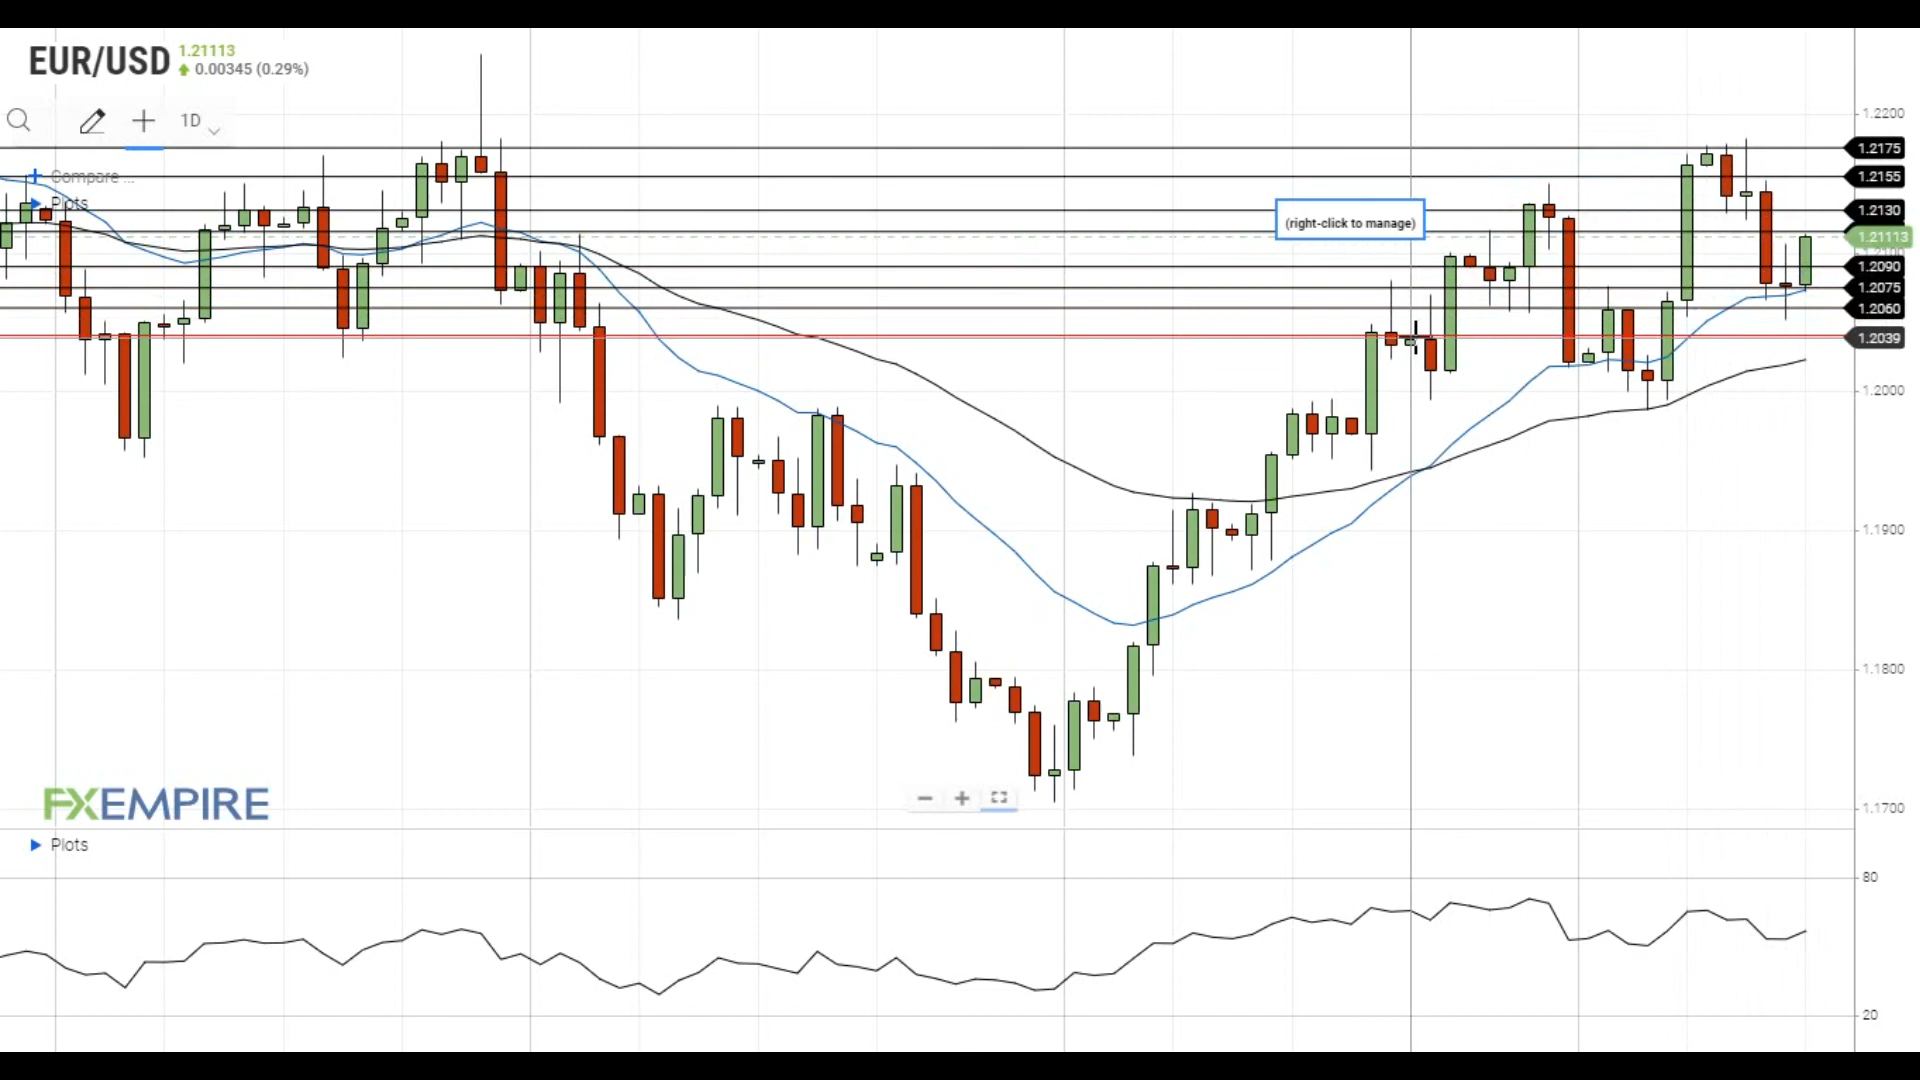 EUR/USD
1.21113
0.00345 (0.29%)
1D
Compare ...
Plots
(right-click to manage)
1.2200
1.2175
1.2155
1.2130
1.21113
1.2090
1.2075
1.2060
1.2039
1.2000
1.1900
1.1800
1.1700
FXEMPIRE
Plots
80
20